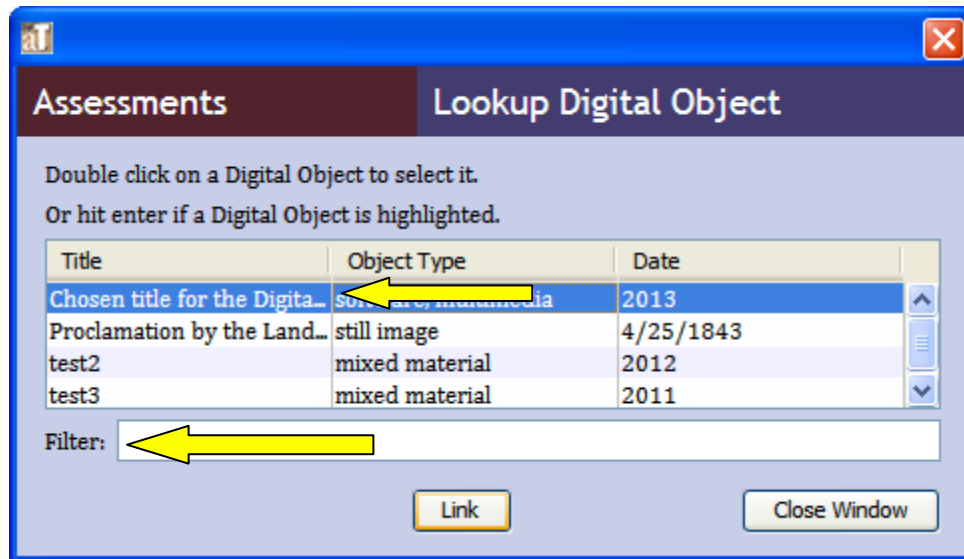 aT
Assessments Lookup Digital Object
Double click on a Digital Object to select it.
Or hit enter if a Digital Object is highlighted.
Title Object Type Date
Chosen title for the Digita... multimedia 2013
Proclamation by the Land... still image 4/25/1843
test2 mixed material 2012
test3 mixed material 2011
Filter:
Link Close Window